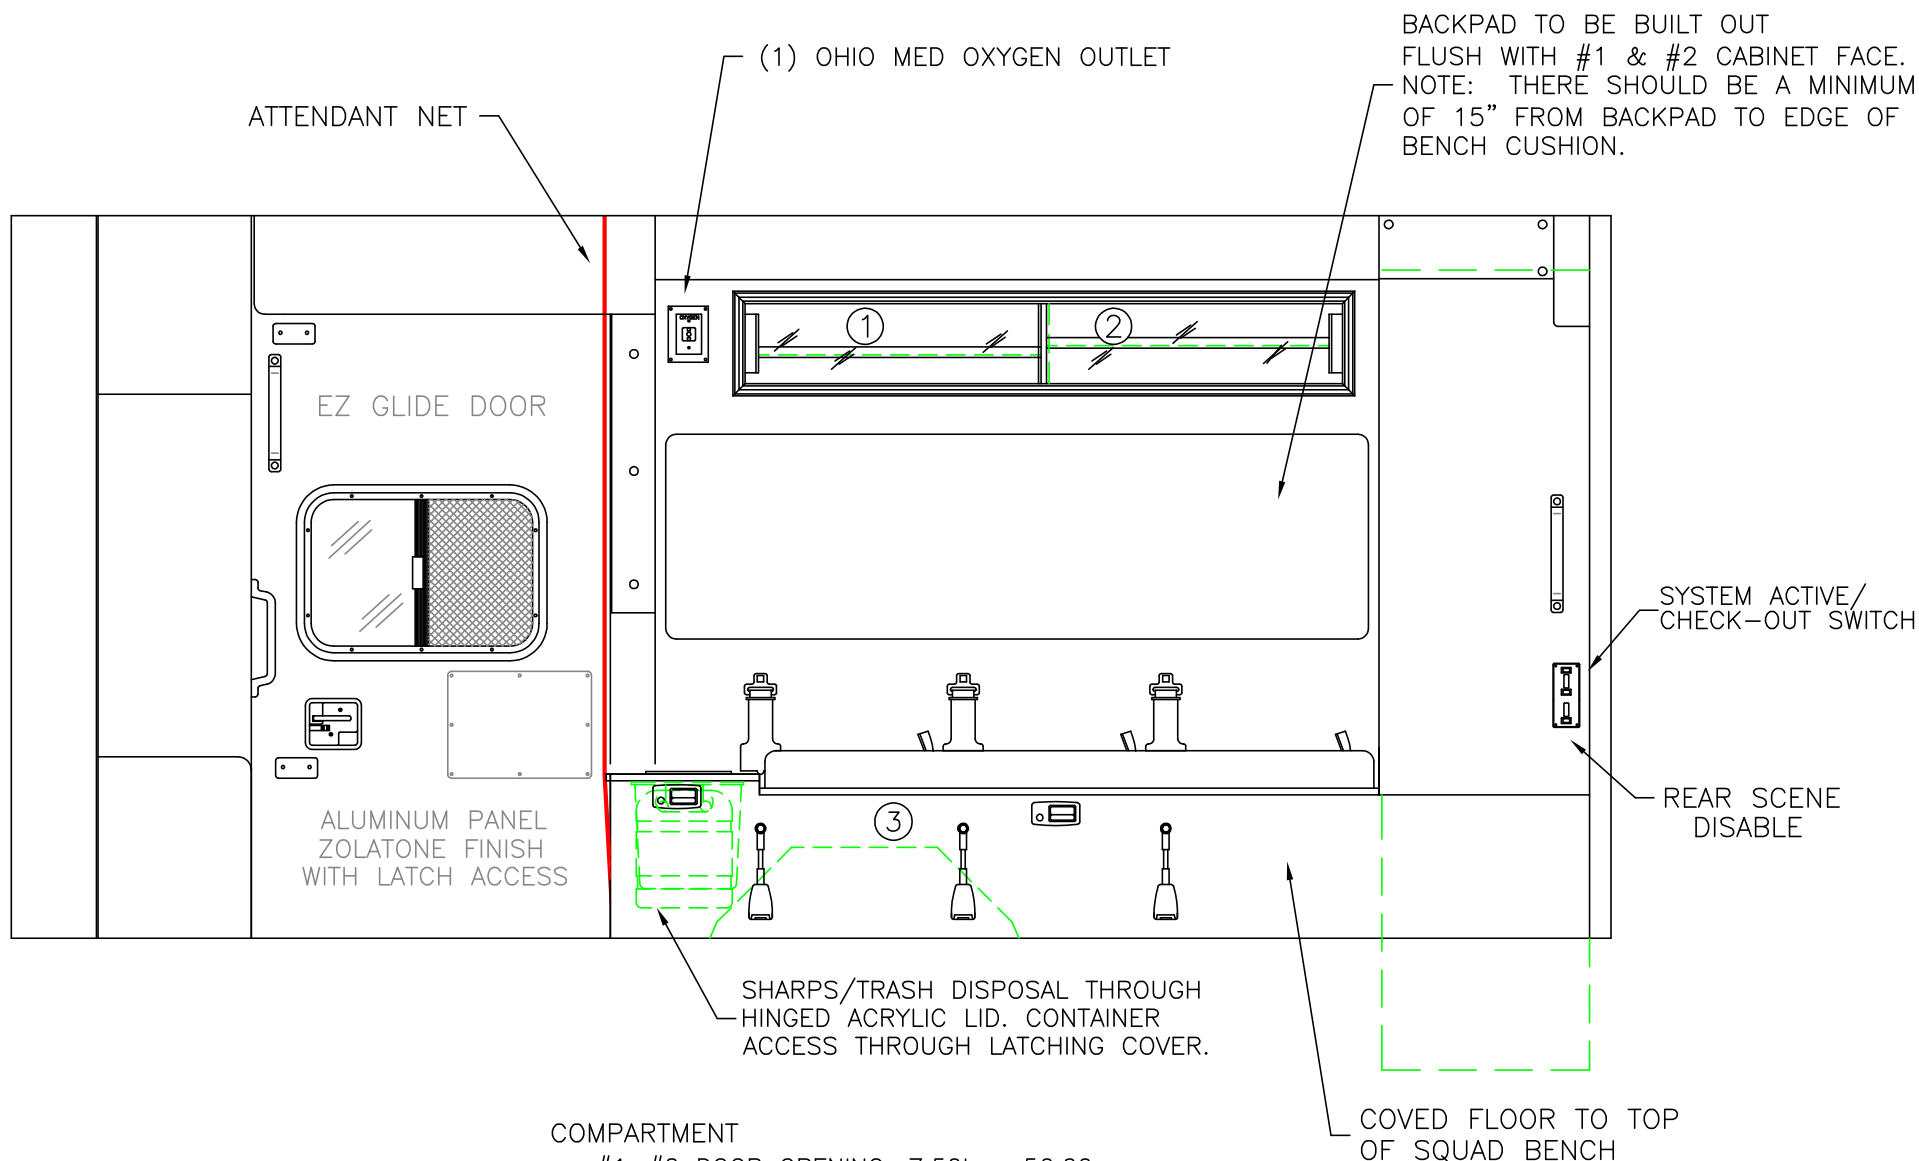 BACKPAD TO BE BUILT OUT
FLUSH WITH #1 & #2 CABINET FACE.
NOTE: THERE SHOULD BE A MINIMUM
OF 15" FROM BACKPAD TO EDGE OF
BENCH CUSHION.
(1) OHIO MED OXYGEN OUTLET
ATTENDANT NET
OXYGEN
1
2
EZ GLIDE DOOR
SYSTEM ACTIVE/
CHECK-OUT SWITCH
REAR SCENE
DISABLE
ALUMINUM PANEL
ZOLATONE FINISH
WITH LATCH ACCESS
3
SHARPS/TRASH DISPOSAL THROUGH
HINGED ACRYLIC LID. CONTAINER
ACCESS THROUGH LATCHING COVER.
COVED FLOOR TO TOP
OF SQUAD BENCH
COMPARTMENT